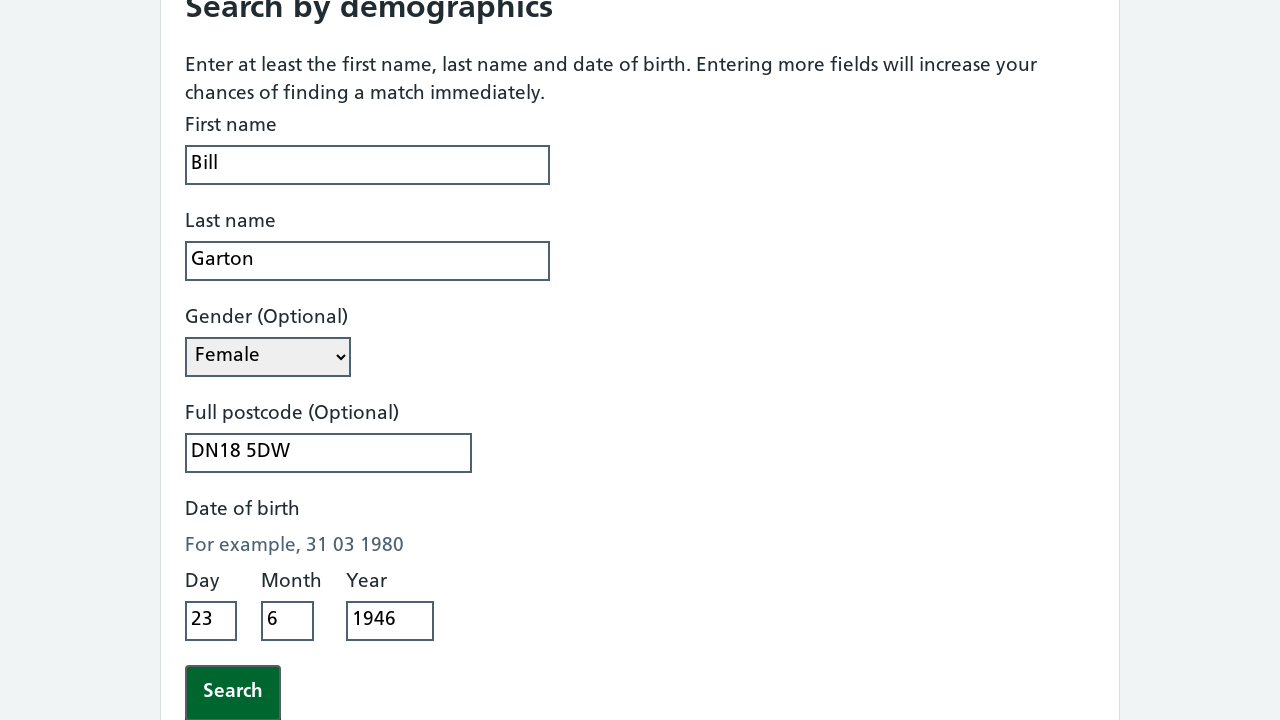 Search by demographics
Enter at least the first name, last name and date of birth. Entering more fields will increase your
chances of finding a match immediately.
First name
Bill
Last name
Garton
Gender (Optional)
Female
Full postcode (Optional)
DN18 5DW
Date of birth
For example, 31 03 1980
Day Month Year
23 6 1946
Search